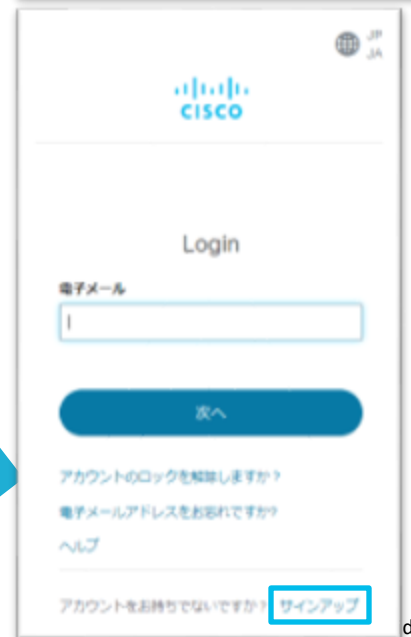 JP
JA
CISCO
Login
電子メール
次へ
アカウントのロックを解除しますか?
電子メールアドレスをお忘れですか?
ヘルプ
アカウントをお持ちでないですか? サインアップ
d